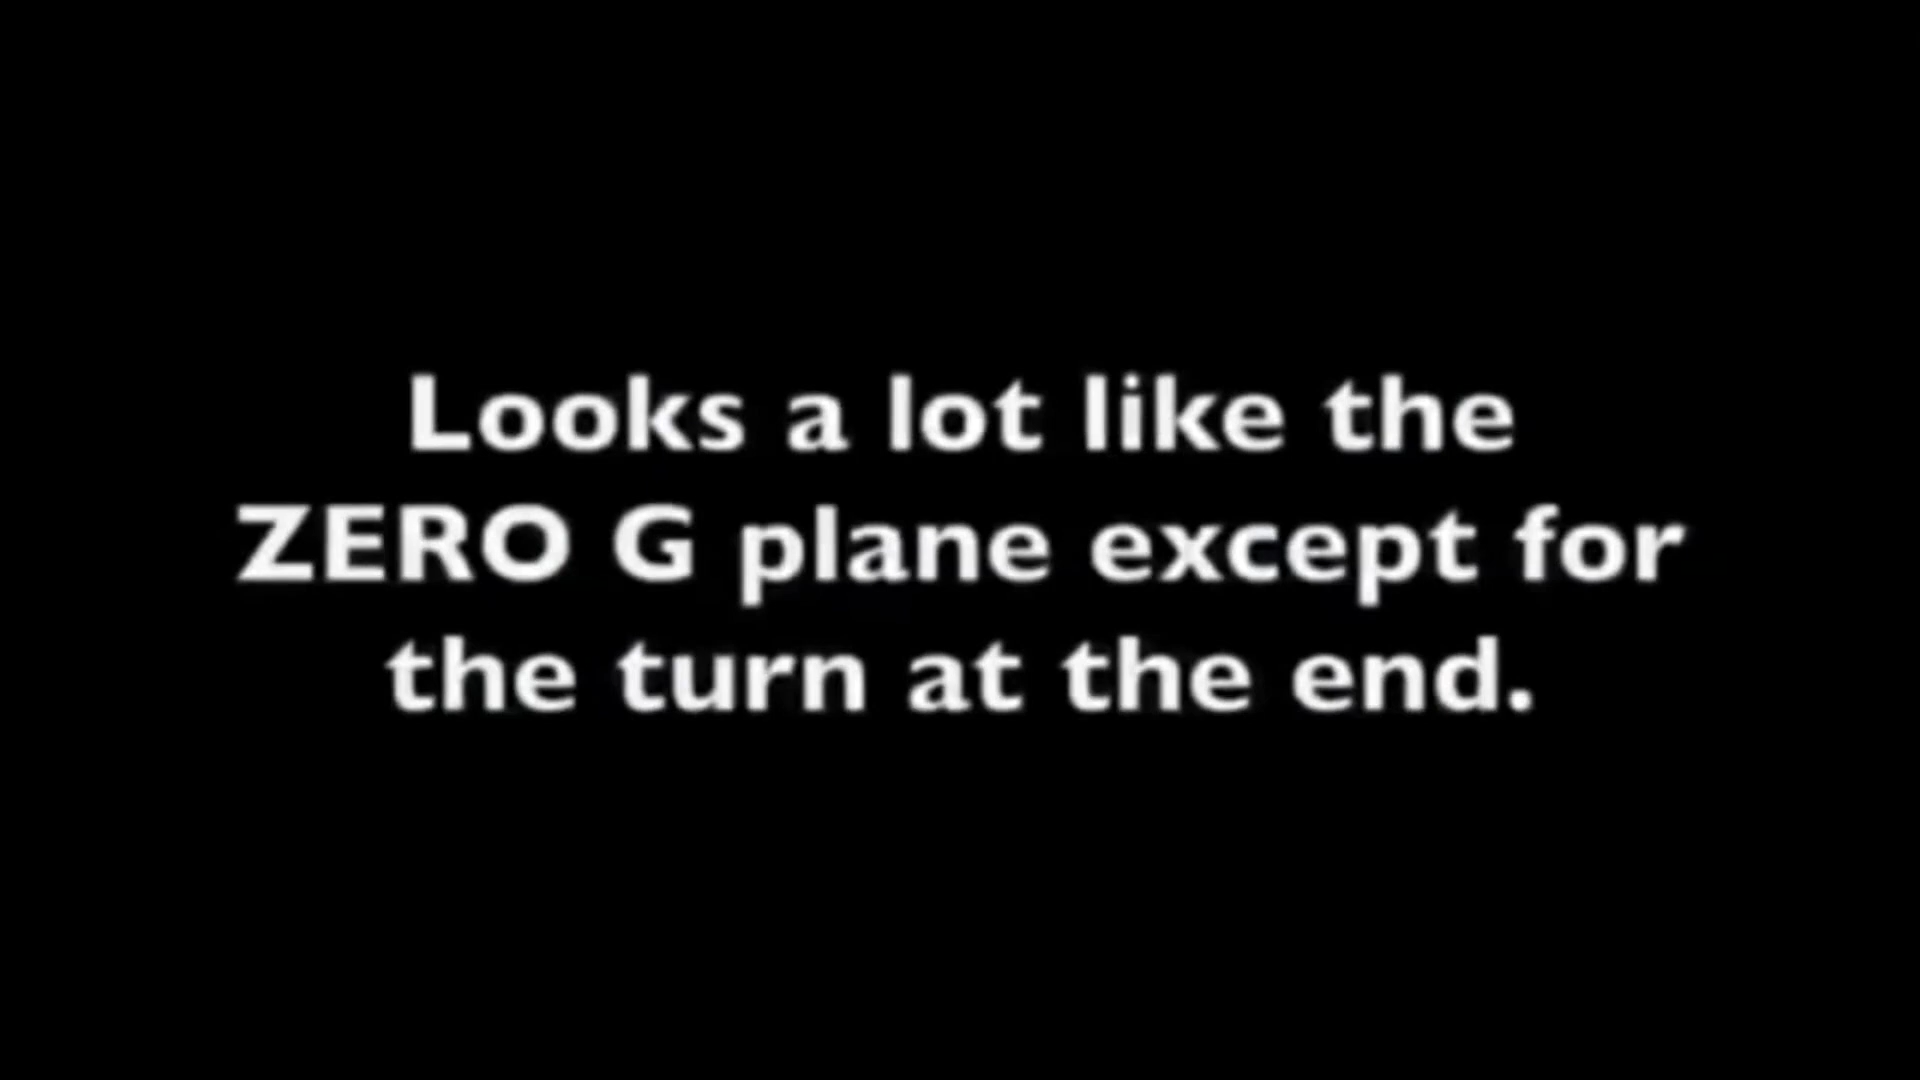 Looks a lot like the
ZERO G plane except for
the turn at the end.